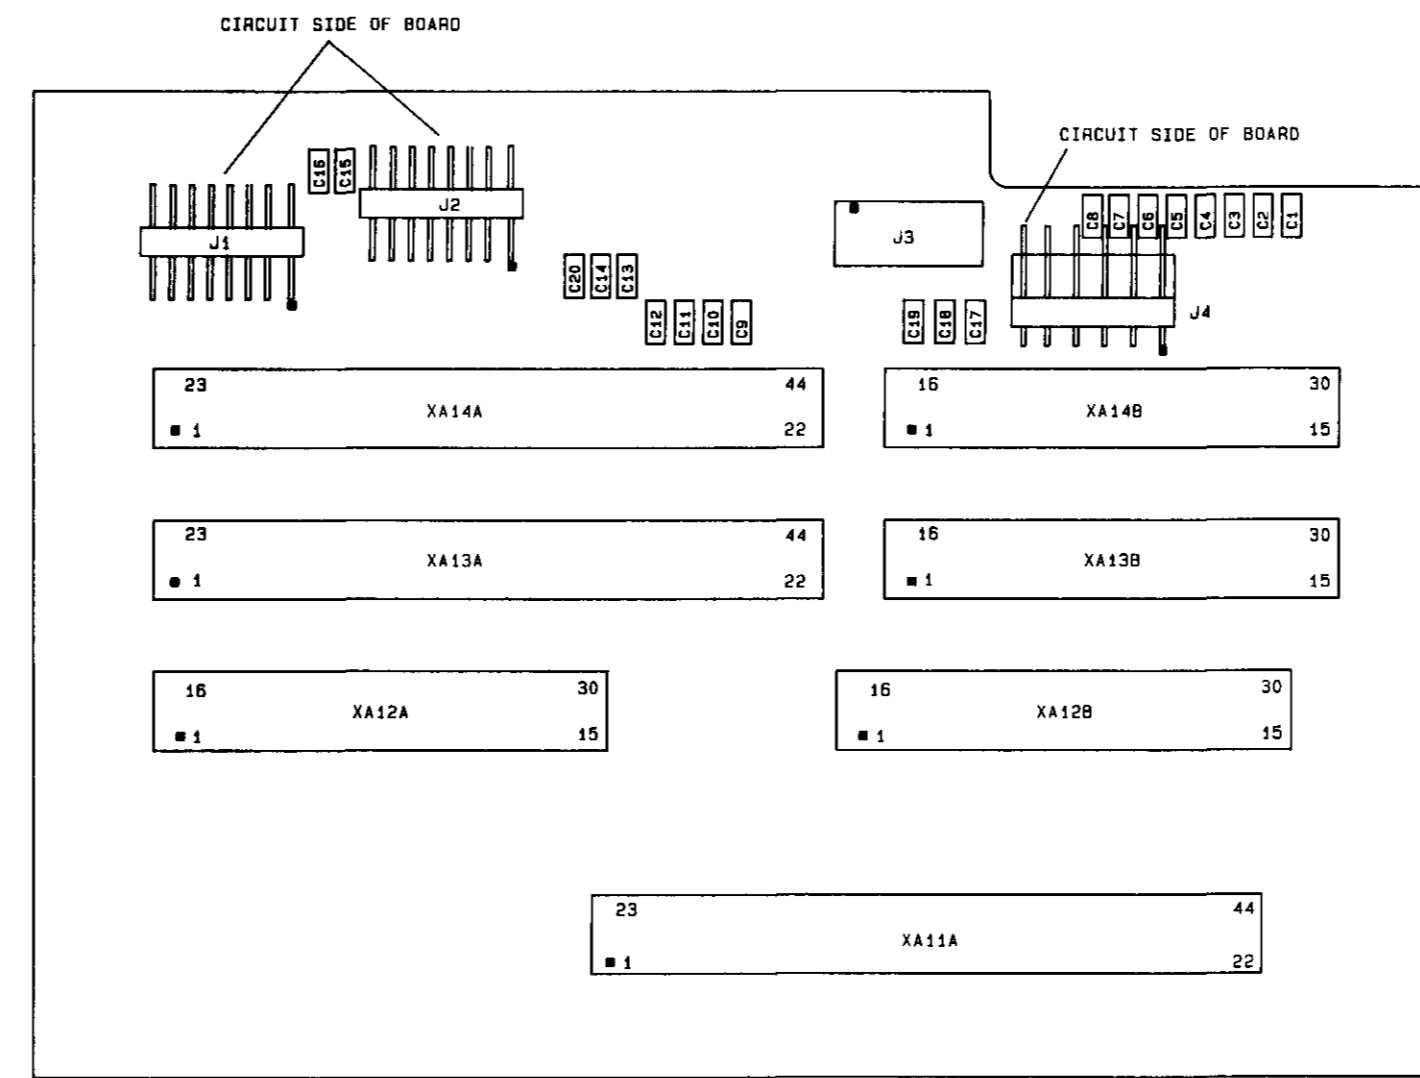 CIRCUIT SIDE OF BOARD
CIRCUIT SIDE OF BOARD
C16 C15
J2
J1
J3
C8 C7 C6 C5 C4 C3 C2 C1
C20 C14 C13
C12 C11 C10 C9
C19 C18 C17
J4
23 44
XA14A
1 22
16 30
XA14B
1 15
23 44
XA13A
1 22
16 30
XA13B
1 15
16 30
XA12A
1 15
16 30
XA12B
1 15
23 44
XA11A
1 22